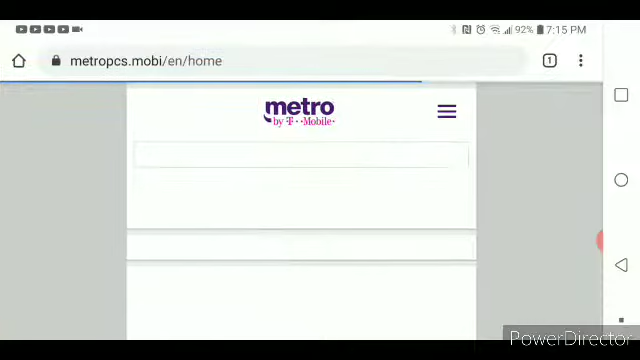 92% 7:15 PM
metropcs.mobi/en/home
1
metro
by T··Mobile·
PowerDirector